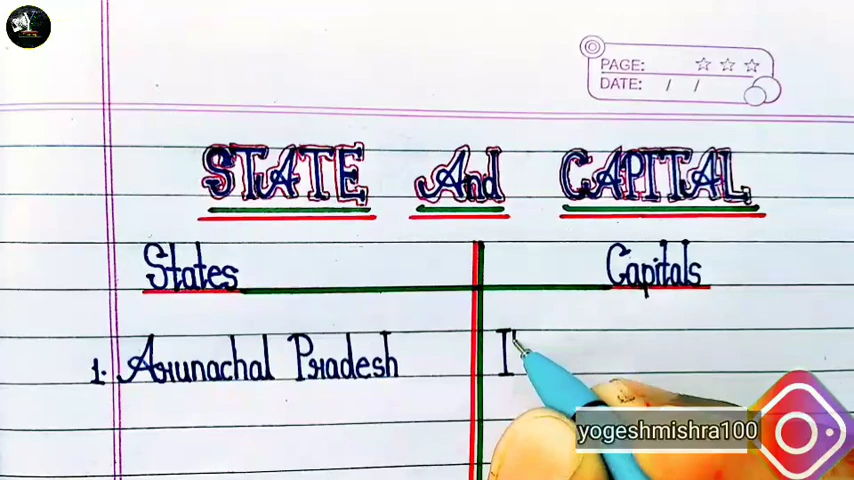 PAGE:
DATE: / /
STATE And CAPITAL
States Capitals
1. Arunachal Pradesh I
yogeshmishra100